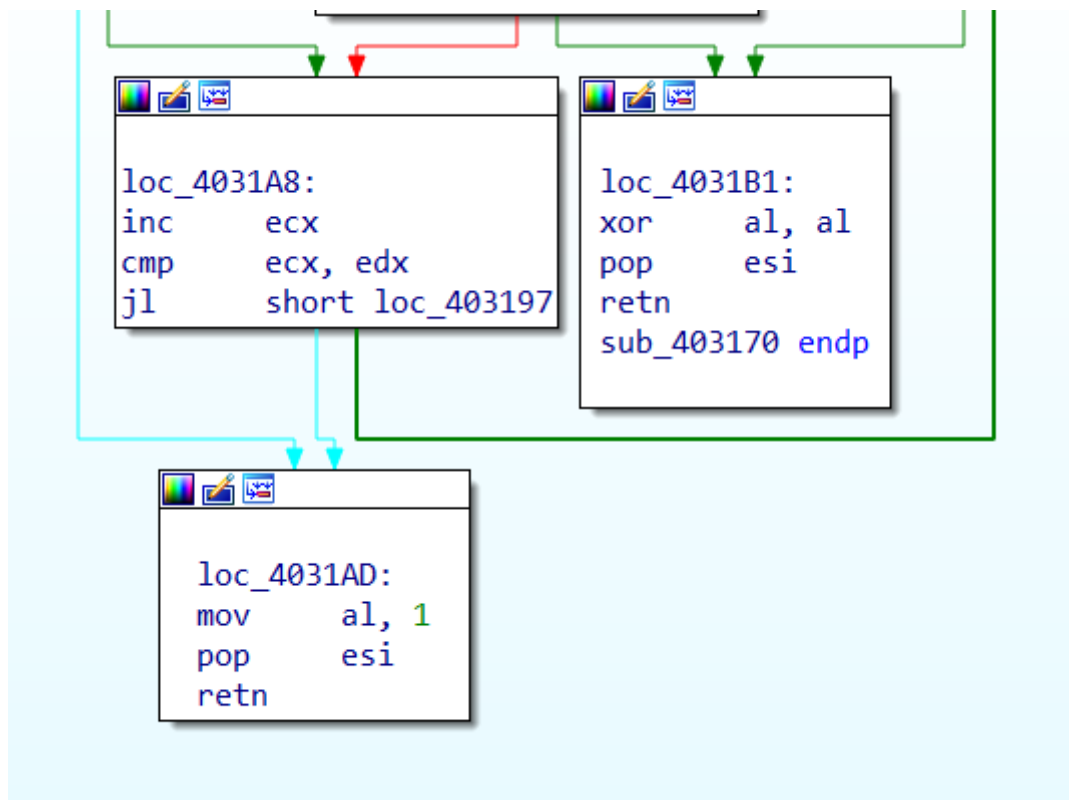 loc_4031A8:
inc ecx
cmp ecx, edx
jl short loc_403197
loc_4031B1:
xor al, al
pop esi
retn
sub_403170 endp
loc_4031AD:
mov al, 1
pop esi
retn